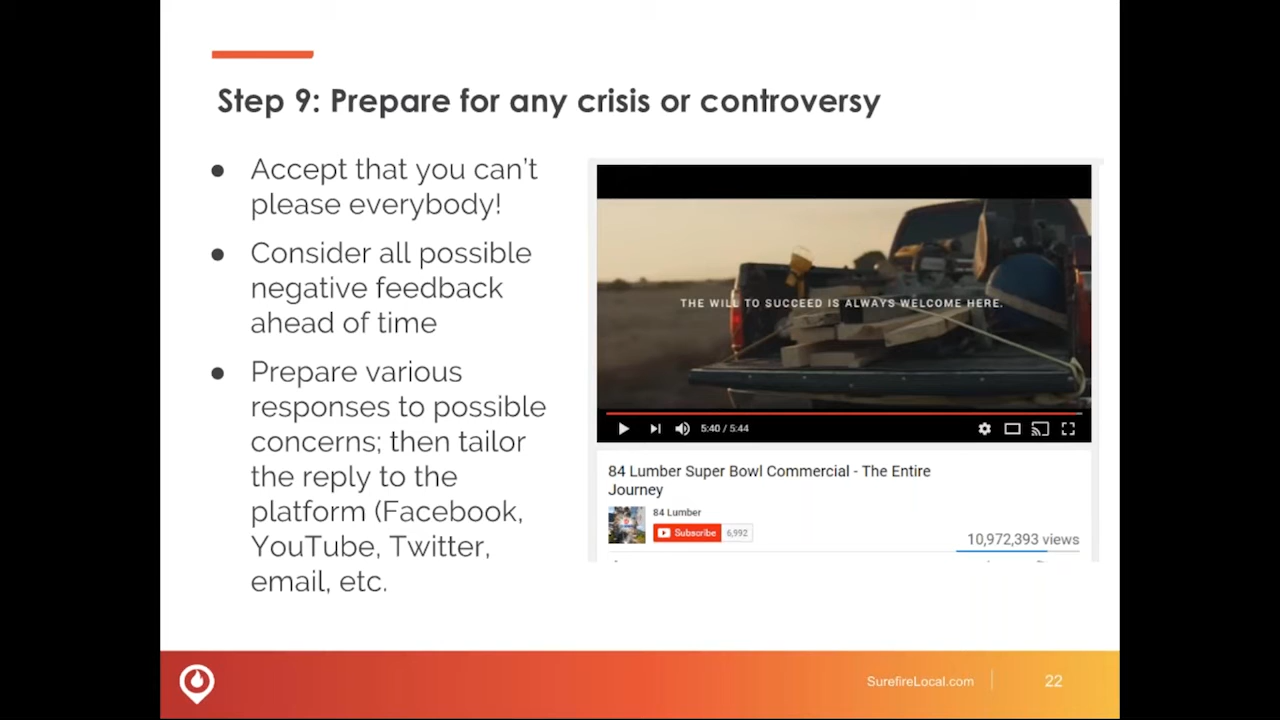 Step 9: Prepare for any crisis or controversy
● Accept that you can't
please everybody!
● Consider all possible
negative feedback
ahead of time
● Prepare various
responses to possible
concerns; then tailor
the reply to the
platform (Facebook,
YouTube, Twitter,
email, etc.
THE WILL TO SUCCEED IS ALWAYS WELCOME HERE.
5:40 / 5:44
84 Lumber Super Bowl Commercial - The Entire
Journey
84 Lumber
Subscribe 6,992
10,972,393 views
SurefireLocal.com
22